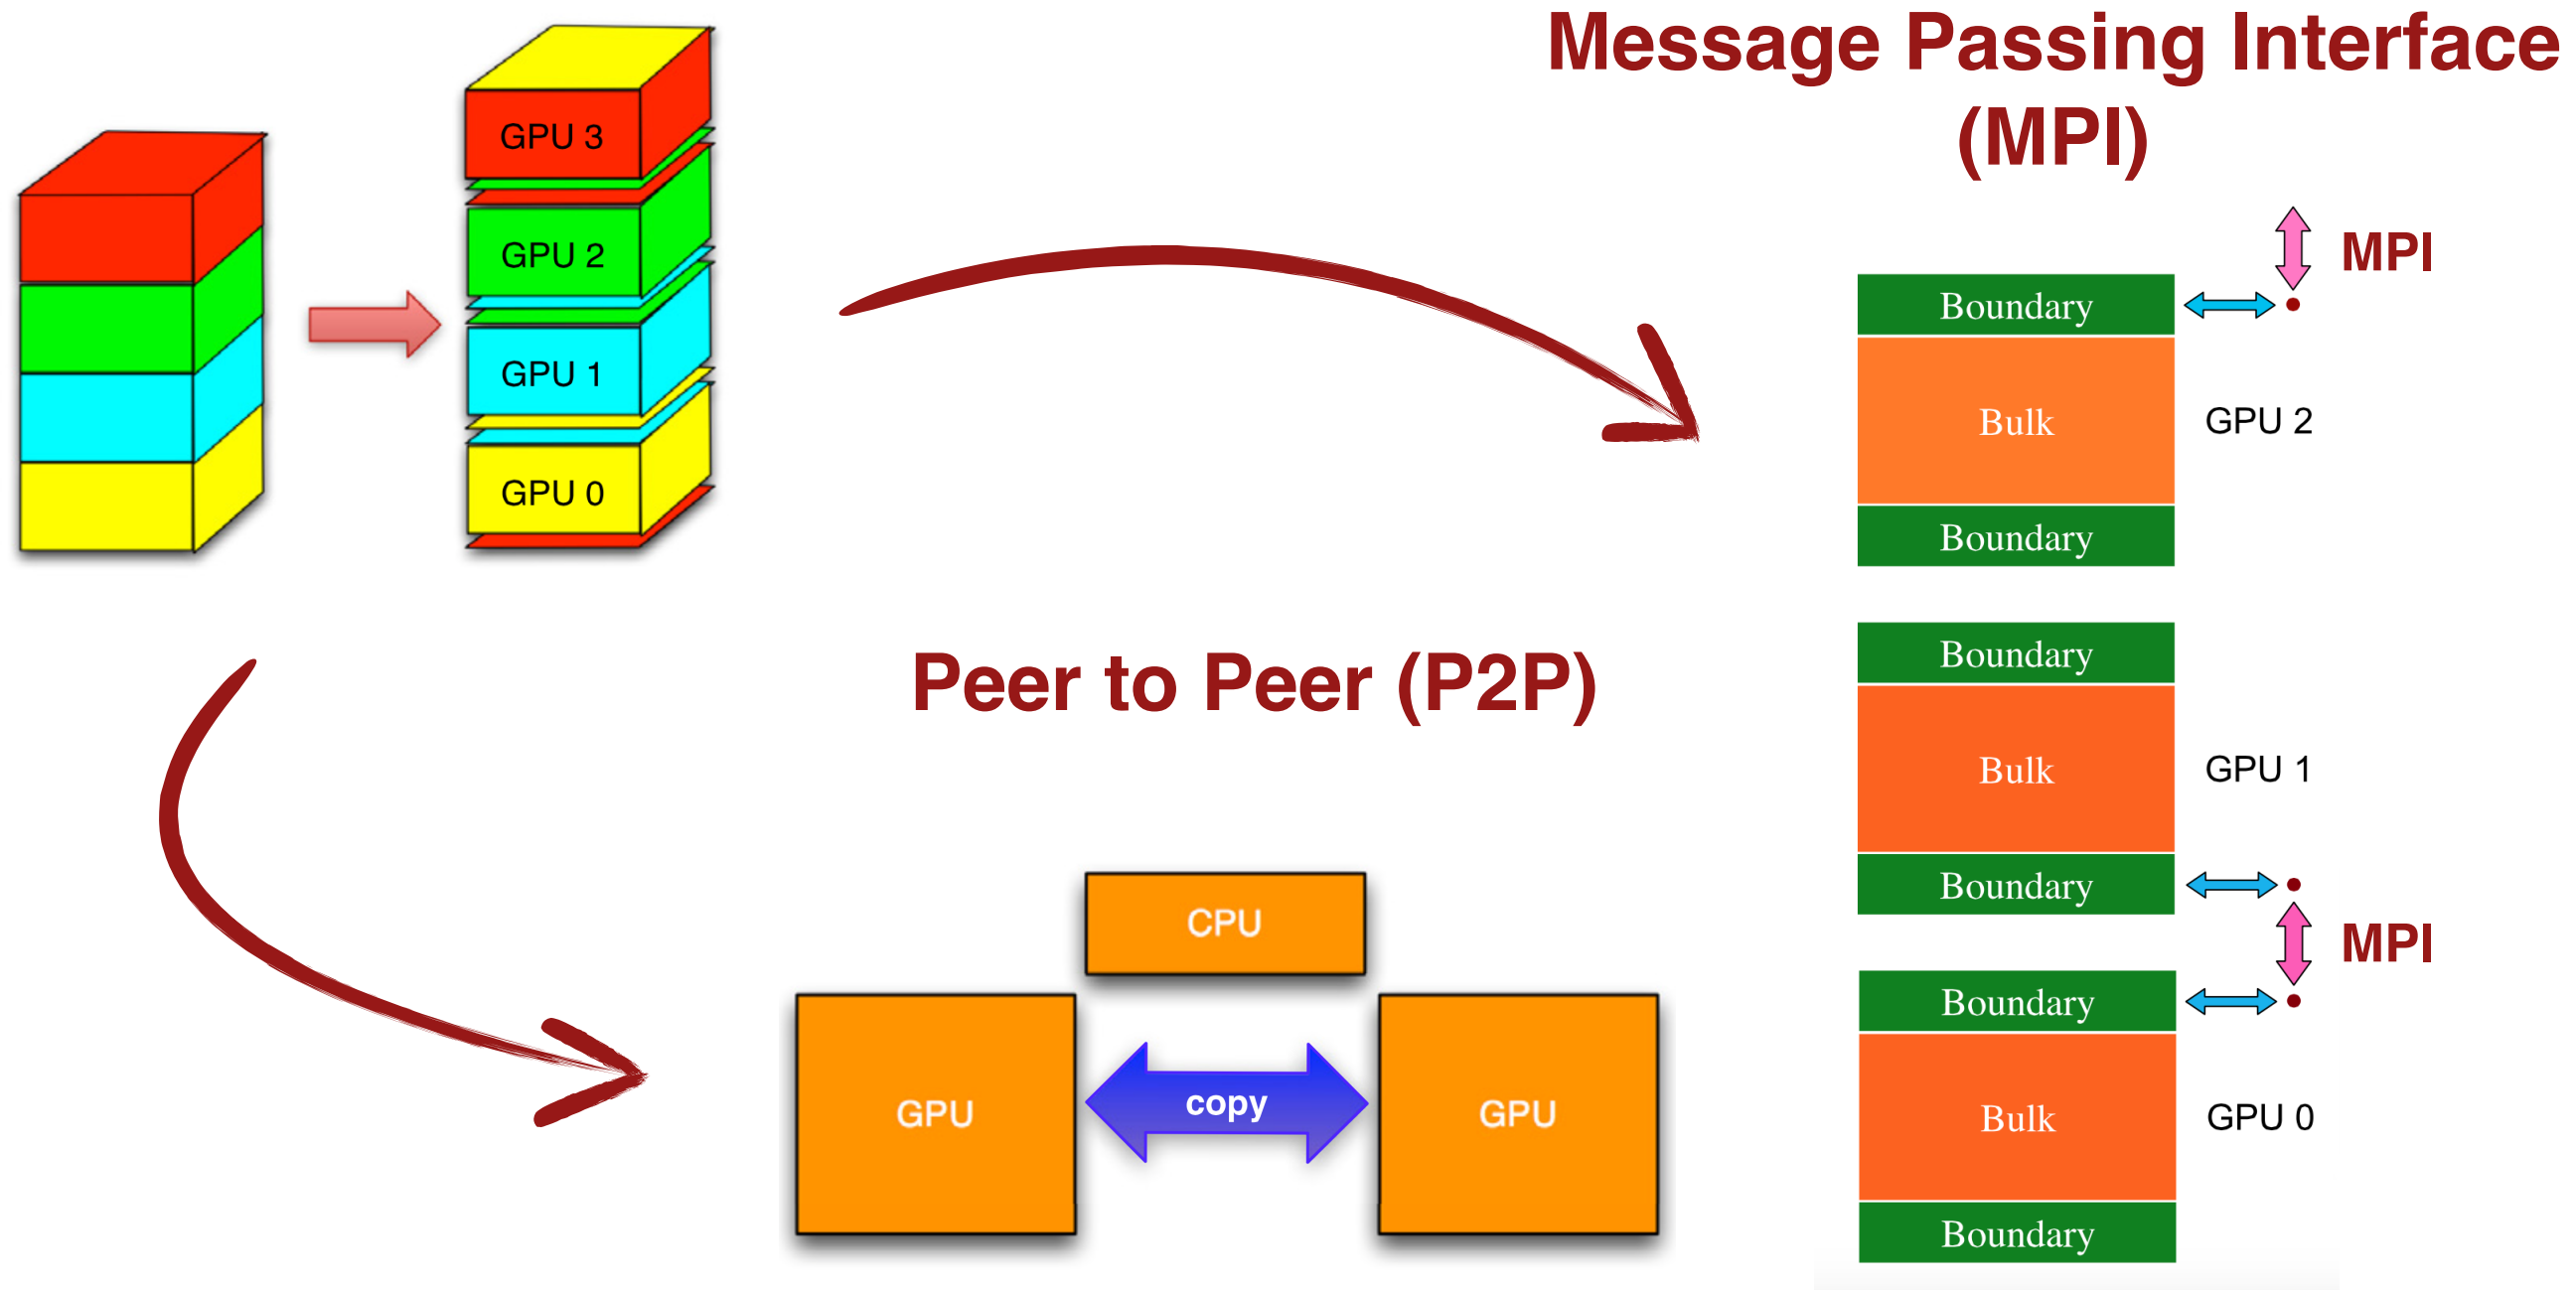 Message Passing Interface
(MPI)
GPU 3
GPU 2
GPU 1
GPU 0
MPI
Boundary
Bulk
GPU 2
Boundary
Peer to Peer (P2P)
Boundary
Bulk
GPU 1
Boundary
MPI
Boundary
Bulk
GPU 0
Boundary
CPU
GPU
copy
GPU